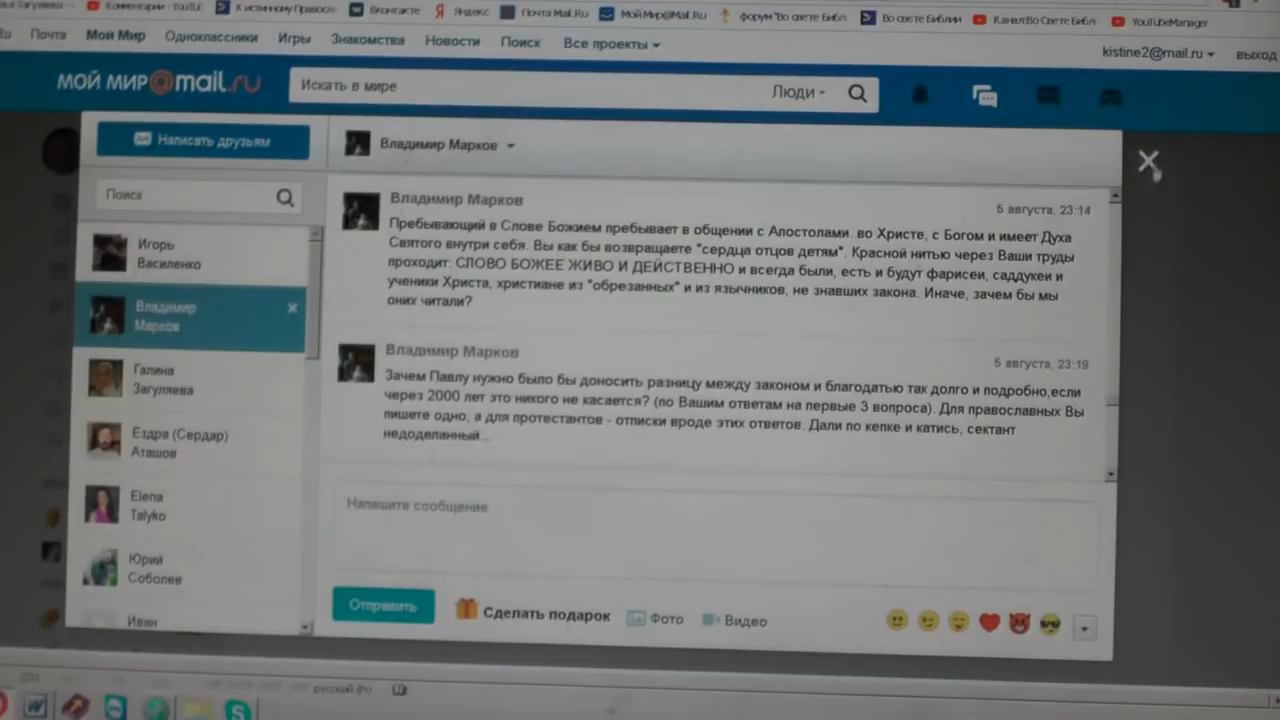 Комментарии - YouTub
К истинному Правосл
Вконтакте
Яндекс
Почта Mail.Ru
Мой Мир@Mail.Ru
форум "Во свете Библ
Во свете Библии
Канал:Во Свете Библ
YouTubeManager
Ru
Почта
Мой Мир
Одноклассники
Игры
Знакомства
Новости
Поиск
Все проекты
kistine2@mail.ru
выход
МОЙ МИР@mail.ru
Искать в мире
Люди
Написать друзьям
Поиск
Игорь
Василенко
Владимир
Марков
Галина
Загуляева
Ездра (Сердар)
Аташов
Elena
Talyko
Юрий
Соболев
Иван
Владимир Марков
Владимир Марков
5 августа, 23:14
Пребывающий в Слове Божием пребывает в общении с Апостолами. во Христе, с Богом и имеет Духа
Святого внутри себя. Вы как бы возвращаете "сердца отцов детям". Красной нитью через Ваши труды
проходит: СЛОВО БОЖЕЕ ЖИВО И ДЕЙСТВЕННО и всегда были, есть и будут фарисеи, саддукеи и
ученики Христа, христиане из "обрезанных" и из язычников, не знавших закона. Иначе, зачем бы мы
оних читали?
Владимир Марков
5 августа, 23:19
Зачем Павлу нужно было бы доносить разницу между законом и благодатью так долго и подробно,если
через 2000 лет это никого не касается? (по Вашим ответам на первые 3 вопроса). Для православных Вы
пишете одно, а для протестантов - отписки вроде этих ответов. Дали по кепке и катись, сектант
недоделанный...
Напишите сообщение
Отправить
Сделать подарок
Фото
Видео
русский (Ро